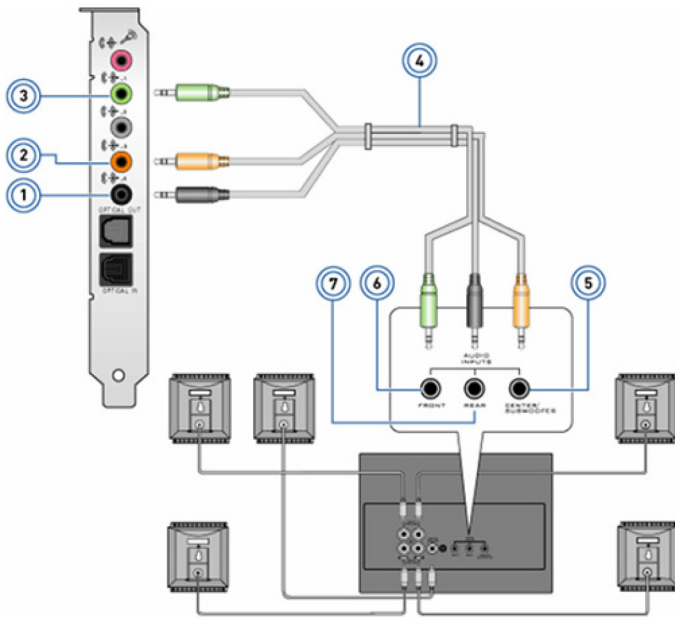 3
2
1
OPTICAL OUT
OPTICAL IN
4
7
6
5
AUDIO
INPUTS
FRONT
REAR
CENTER/
SUBWOOFER